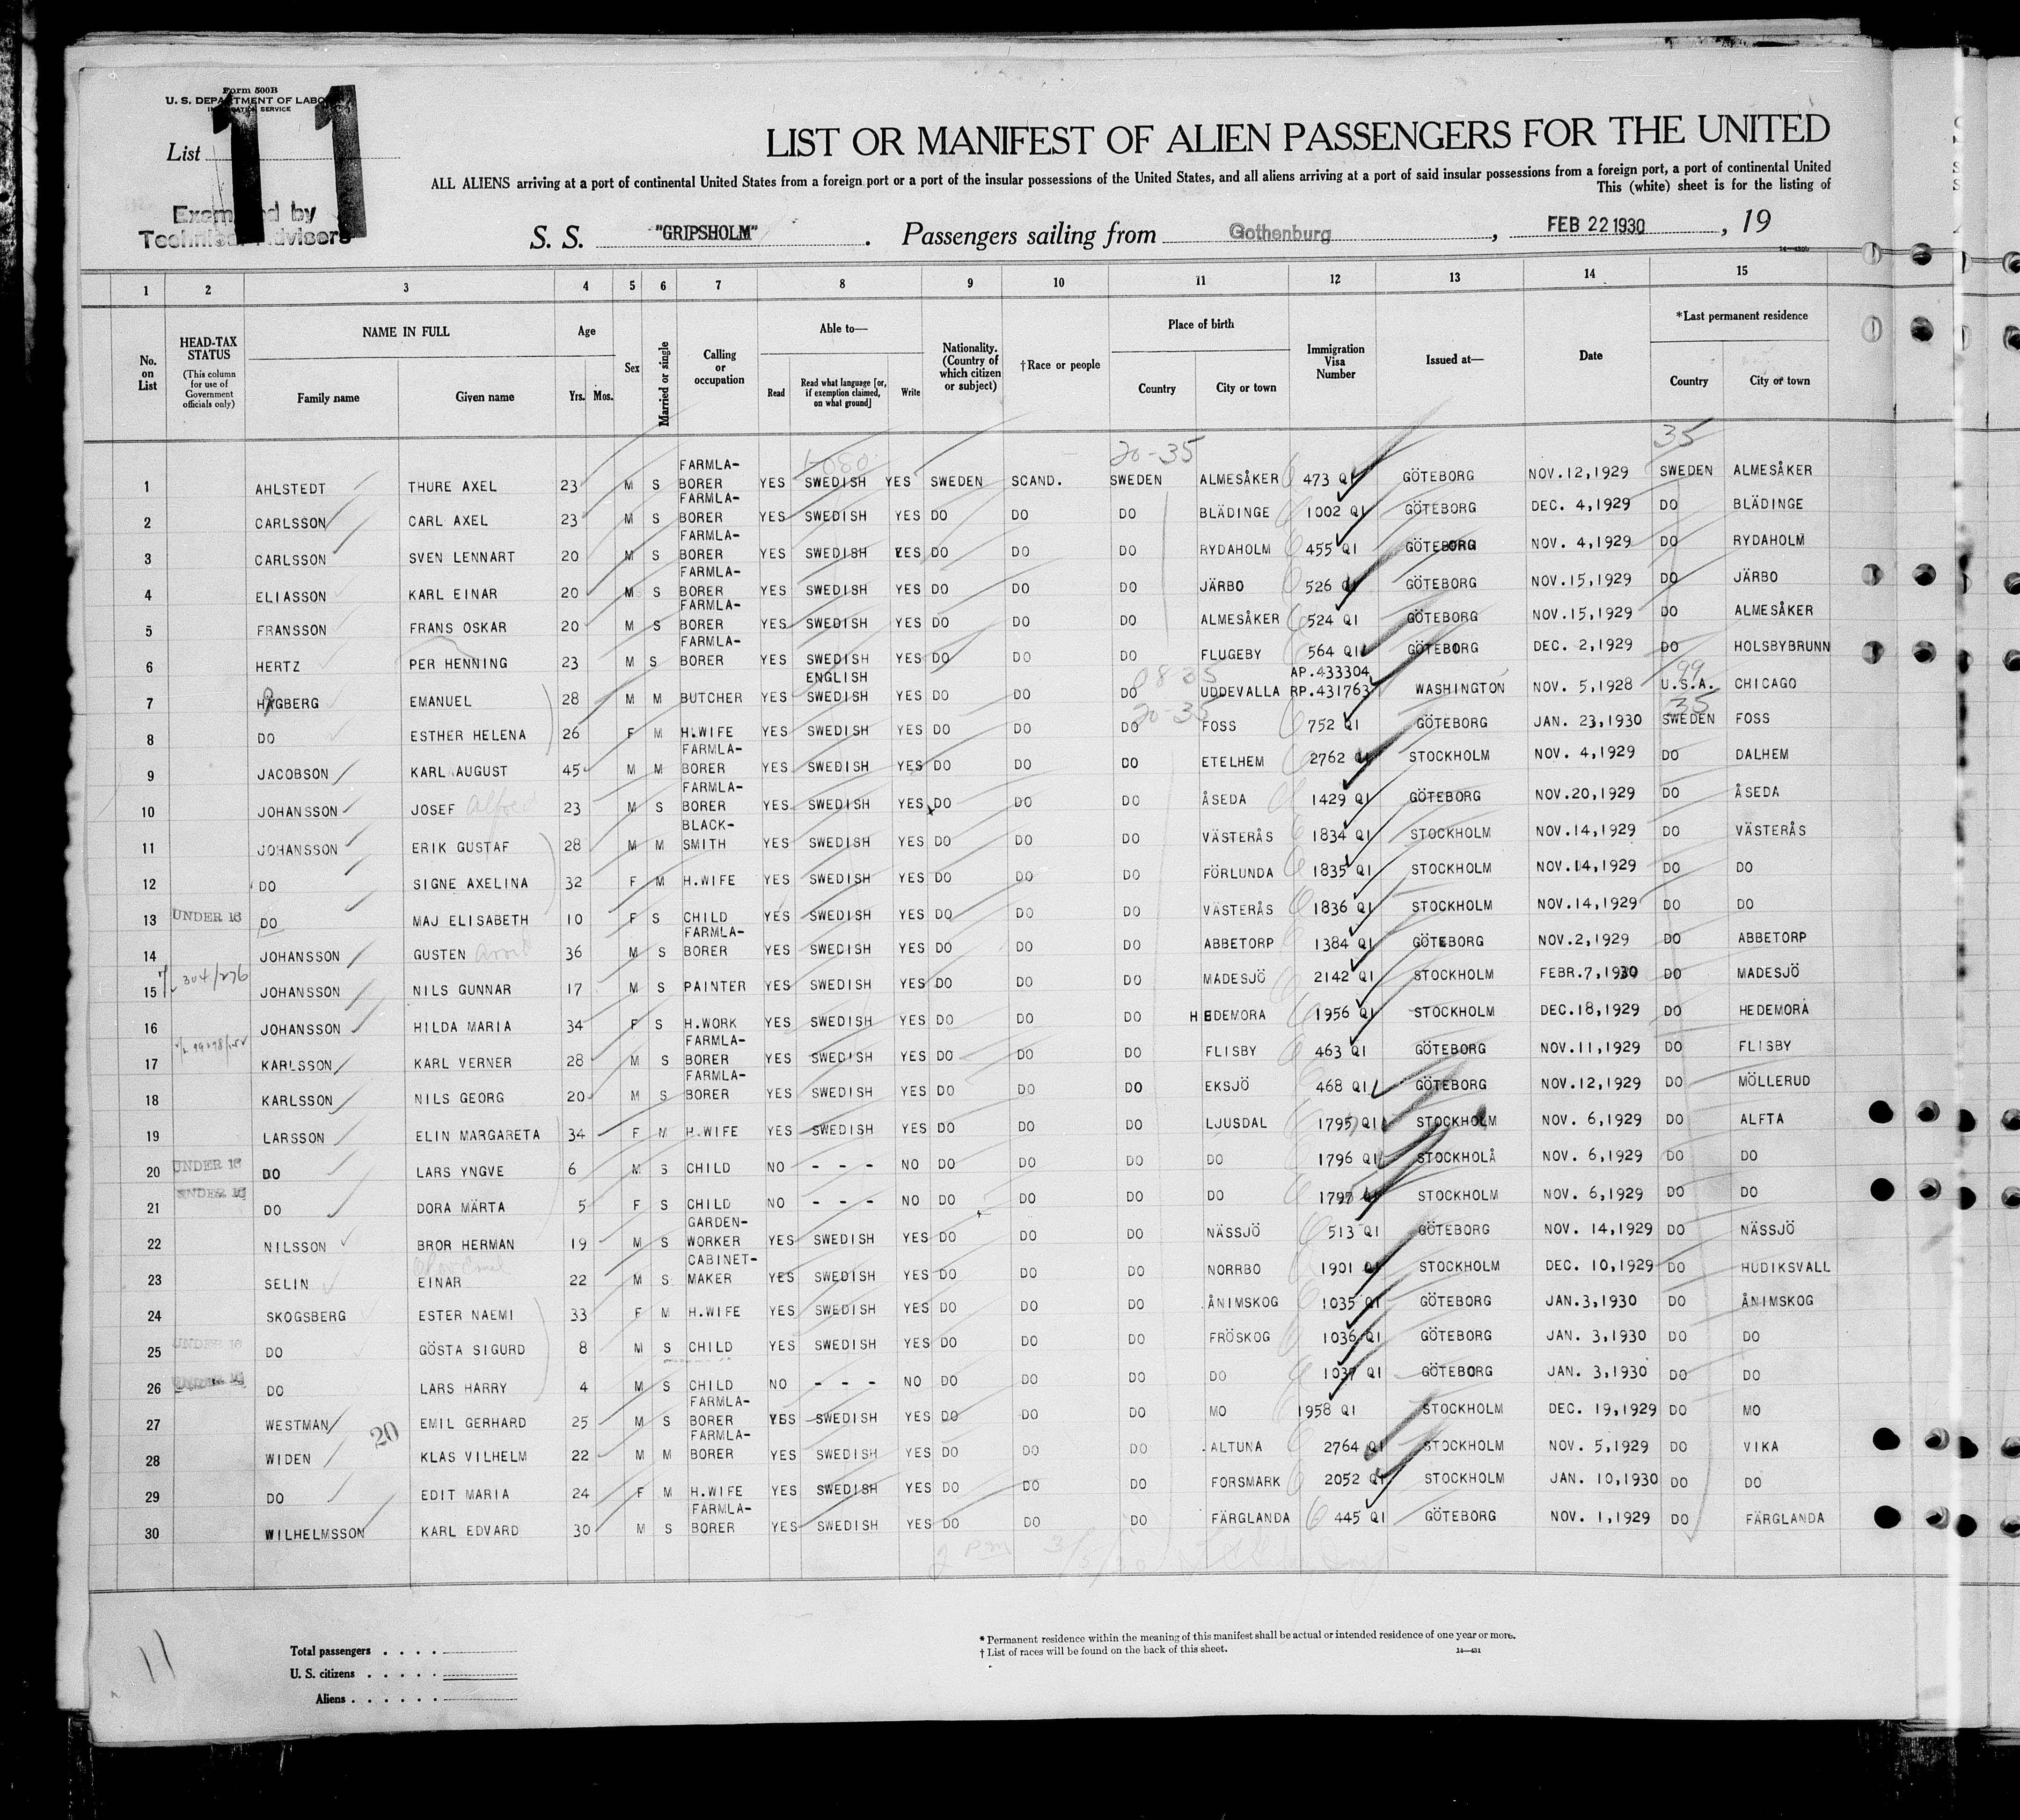 Form 500B
U. S. DEPARTMENT OF LABOR
List 11
LIST OR MANIFEST OF ALIEN PASSENGERS FOR THE UNITED
ALL ALIENS arriving at a port of continental United States from a foreign port or a port of the insular possessions of the United States, and all aliens arriving at a port of said insular possessions from a foreign port, a port of continental United
This (white) sheet is for the listing of
Examined by
Technical Advisers
S. S. "GRIPSHOLM" . Passengers sailing from Gothenburg , FEB 22 1930 , 19
1 2 3 4 5 6 7 8 9 10 11 12 13 14 15
No. on List
HEAD-TAX STATUS (This column for use of Government officials only)
NAME IN FULL Family name Given name
Age Yrs. Mos.
Sex
Married or single
Calling or occupation
Able to— Read Read what language [or, if exemption claimed, on what ground] Write
Nationality. (Country of which citizen or subject)
†Race or people
Place of birth Country City or town
Immigration Visa Number
Issued at—
Date
*Last permanent residence Country City or town
20-35 35
1 AHLSTEDT THURE AXEL 23 M S FARMLA-BORER YES SWEDISH YES SWEDEN SCAND. SWEDEN ALMESÅKER 473 QI GÖTEBORG NOV.12,1929 SWEDEN ALMESÅKER
2 CARLSSON CARL AXEL 23 M S FARMLA-BORER YES SWEDISH YES DO DO DO BLÄDINGE 1002 QI GÖTEBORG DEC. 4,1929 DO BLÄDINGE
3 CARLSSON SVEN LENNART 20 M S FARMLA-BORER YES SWEDISH YES DO DO DO RYDAHOLM 455 QI GÖTEBORG NOV. 4,1929 DO RYDAHOLM
4 ELIASSON KARL EINAR 20 M S FARMLA-BORER YES SWEDISH YES DO DO DO JÄRBO 526 QI GÖTEBORG NOV.15,1929 DO JÄRBO
5 FRANSSON FRANS OSKAR 20 M S FARMLA-BORER YES SWEDISH YES DO DO DO ALMESÅKER 524 QI GÖTEBORG NOV.15,1929 DO ALMESÅKER
6 HERTZ PER HENNING 23 M S FARMLA-BORER YES SWEDISH YES DO DO DO FLUGEBY 564 QI GÖTEBORG DEC. 2,1929 DO HOLSBYBRUNN
7 HÄGBERG EMANUEL 28 M M BUTCHER YES ENGLISH SWEDISH YES DO DO DO UDDEVALLA AP.433304 RP.431763 WASHINGTON NOV. 5,1928 99 U.S.A. CHICAGO
8 DO ESTHER HELENA 26 F M H.WIFE YES SWEDISH YES DO DO 20-35 DO FOSS 752 QI GÖTEBORG JAN. 23,1930 35 SWEDEN FOSS
9 JACOBSON KARL AUGUST 45 M M FARMLA-BORER YES SWEDISH YES DO DO DO ETELHEM 2762 QI STOCKHOLM NOV. 4,1929 DO DALHEM
10 JOHANSSON JOSEF Alfred 23 M S FARMLA-BORER YES SWEDISH YES DO DO DO ÅSEDA 1429 QI GÖTEBORG NOV.20,1929 DO ÅSEDA
11 JOHANSSON ERIK GUSTAF 28 M M BLACK-SMITH YES SWEDISH YES DO DO DO VÄSTERÅS 1834 QI STOCKHOLM NOV.14,1929 DO VÄSTERÅS
12 DO SIGNE AXELINA 32 F M H.WIFE YES SWEDISH YES DO DO DO FÖRLUNDA 1835 QI STOCKHOLM NOV.14,1929 DO DO
13 UNDER 16 DO MAJ ELISABETH 10 F S CHILD YES SWEDISH YES DO DO DO VÄSTERÅS 1836 QI STOCKHOLM NOV.14,1929 DO DO
14 JOHANSSON GUSTEN Arvid 36 M S FARMLA-BORER YES SWEDISH YES DO DO DO ABBETORP 1384 QI GÖTEBORG NOV.2,1929 DO ABBETORP
15 304/276 JOHANSSON NILS GUNNAR 17 M S PAINTER YES SWEDISH YES DO DO DO MADESJÖ 2142 QI STOCKHOLM FEBR.7,1930 DO MADESJÖ
16 JOHANSSON HILDA MARIA 34 F S H.WORK YES SWEDISH YES DO DO DO HEDEMORA 1956 QI STOCKHOLM DEC.18,1929 DO HEDEMORA
17 KARLSSON KARL VERNER 28 M S FARMLA-BORER YES SWEDISH YES DO DO DO FLISBY 463 QI GÖTEBORG NOV.11,1929 DO FLISBY
18 KARLSSON NILS GEORG 20 M S FARMLA-BORER YES SWEDISH YES DO DO DO EKSJÖ 468 QI GÖTEBORG NOV.12,1929 DO MÖLLERUD
19 LARSSON ELIN MARGARETA 34 F M H.WIFE YES SWEDISH YES DO DO DO LJUSDAL 1795 QI STOCKHOLM NOV. 6,1929 DO ALFTA
20 UNDER 16 DO LARS YNGVE 6 M S CHILD NO - - - NO DO DO DO DO 1796 QI STOCKHOLÅ NOV. 6,1929 DO DO
21 UNDER 16 DO DORA MÄRTA 5 F S CHILD NO - - - NO DO DO DO DO 1797 QI STOCKHOLM NOV. 6,1929 DO DO
22 NILSSON BROR HERMAN 19 M S GARDEN-WORKER YES SWEDISH YES DO DO DO NÄSSJÖ 513 QI GÖTEBORG NOV. 14,1929 DO NÄSSJÖ
23 SELIN EINAR 22 M S CABINET-MAKER YES SWEDISH YES DO DO DO NORRBO 1901 QI STOCKHOLM DEC. 10,1929 DO HUDIKSVALL
24 SKOGSBERG ESTER NAEMI 33 F M H.WIFE YES SWEDISH YES DO DO DO ÅNIMSKOG 1035 QI GÖTEBORG JAN.3,1930 DO ÅNIMSKOG
25 UNDER 16 DO GÖSTA SIGURD 8 M S CHILD YES SWEDISH YES DO DO DO FRÖSKOG 1036 QI GÖTEBORG JAN. 3,1930 DO DO
26 UNDER 16 DO LARS HARRY 4 M S CHILD NO - - - NO DO DO DO DO 1037 QI GÖTEBORG JAN. 3,1930 DO DO
27 WESTMAN EMIL GERHARD 25 M S FARMLA-BORER YES SWEDISH YES DO DO DO MO 1958 QI STOCKHOLM DEC. 19,1929 DO MO
20
28 WIDEN KLAS VILHELM 22 M M FARMLA-BORER YES SWEDISH YES DO DO DO ALTUNA 2764 QI STOCKHOLM NOV. 5,1929 DO VIKA
29 DO EDIT MARIA 24 F M H.WIFE YES SWEDISH YES DO DO DO FORSMARK 2052 QI STOCKHOLM JAN. 10,1930 DO DO
30 WILHELMSSON KARL EDVARD 30 M S FARMLA-BORER YES SWEDISH YES DO DO DO FÄRGLANDA 445 QI GÖTEBORG NOV. 1,1929 DO FÄRGLANDA
11
Total passengers . . . .
U. S. citizens . . . . .
Aliens . . . . . .
* Permanent residence within the meaning of this manifest shall be actual or intended residence of one year or more.
† List of races will be found on the back of this sheet.
14—431